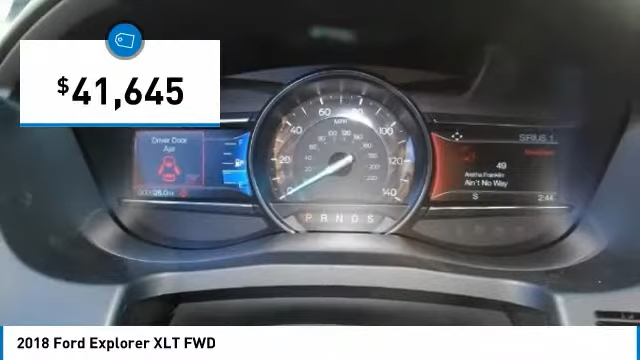 $41,645
Driver Door
Ajar
MPH
0 20 40 60 80 100 120 140
P R N D S
SIRIUS 1
49
Aretha Franklin
Ain't No Way
S
2:44
2018 Ford Explorer XLT FWD